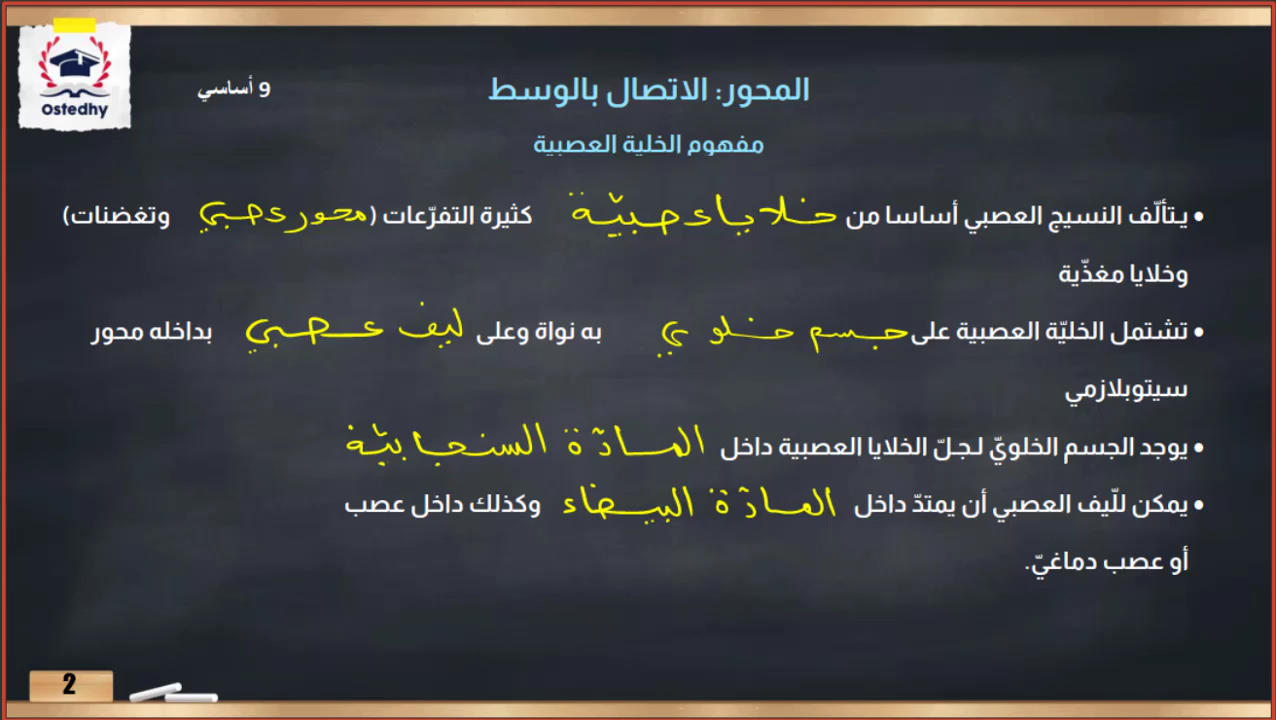 Ostedhy
9 أساسي
المحور: الاتصال بالوسط
مفهوم الخلية العصبية
• يتألّف النسيج العصبي أساسا من خلايا عصبيّة كثيرة التفرّعات (محور عصبي وتغضنات)
وخلايا مغذّية
• تشتمل الخليّة العصبية على جسم خلوي به نواة وعلى ليف عصبي بداخله محور
سيتوبلازمي
• يوجد الجسم الخلويّ لجلّ الخلايا العصبية داخل المادّة السنجابيّة
• يمكن للّيف العصبي أن يمتدّ داخل المادّة البيضاء وكذلك داخل عصب
أو عصب دماغيّ.
2